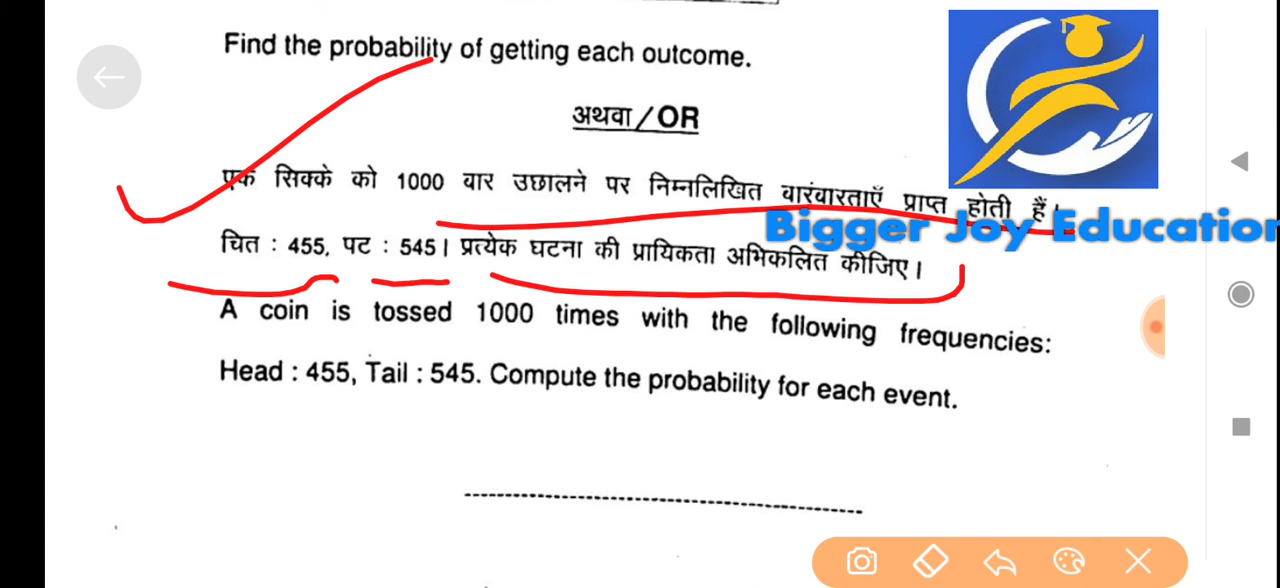 Find the probability of getting each outcome.
अथवा/OR
एक सिक्के को 1000 बार उछालने पर निम्नलिखित बारंबारताएँ प्राप्त होती हैं।
Bigger Joy Education
चित : 455, पट : 545। प्रत्येक घटना की प्रायिकता अभिकलित कीजिए।
A coin is tossed 1000 times with the following frequencies:
Head : 455, Tail : 545. Compute the probability for each event.